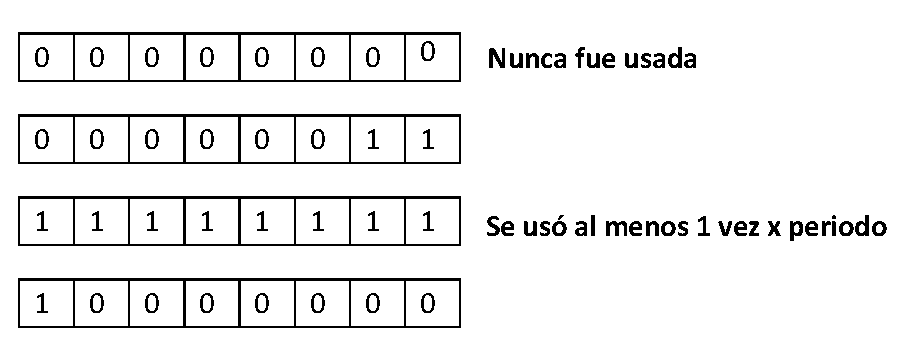 0 0 0 0 0 0 0 0 Nunca fue usada
0 0 0 0 0 0 1 1
1 1 1 1 1 1 1 1 Se usó al menos 1 vez x periodo
1 0 0 0 0 0 0 0